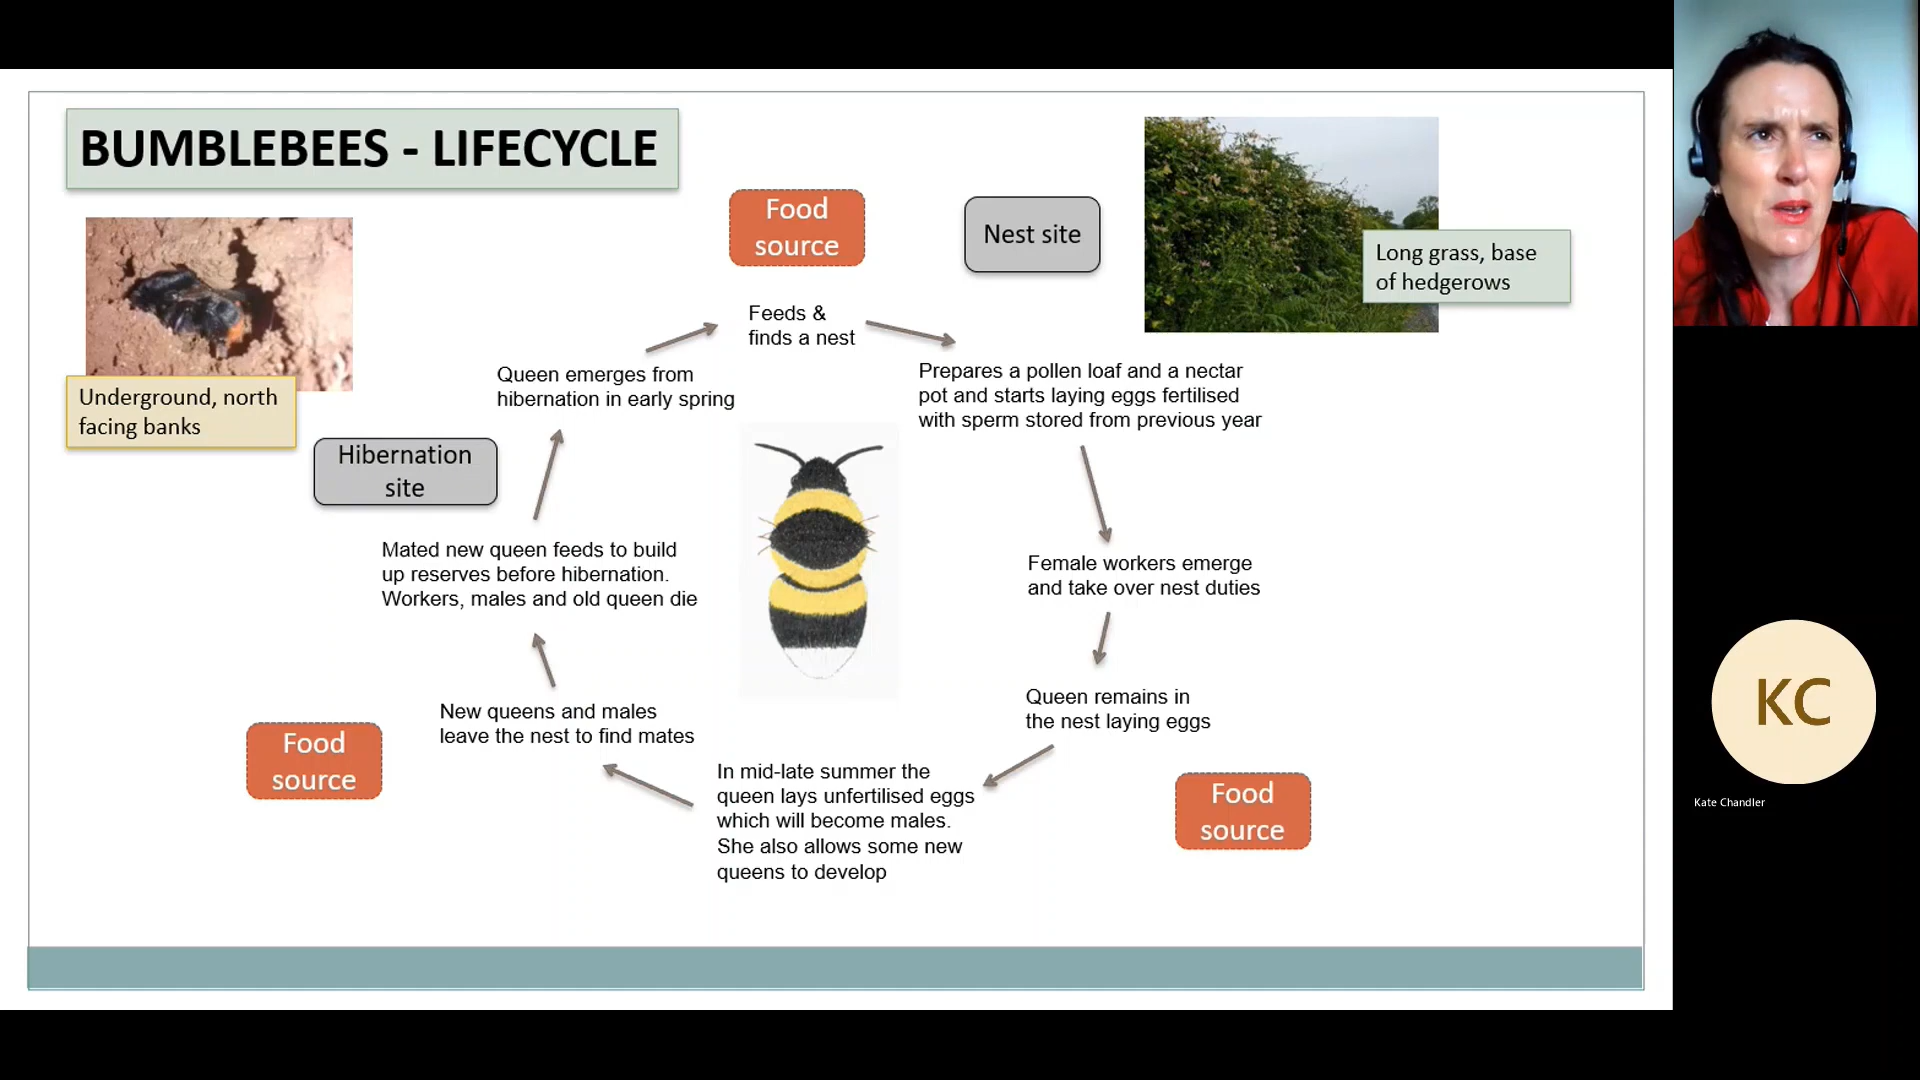 BUMBLEBEES - LIFECYCLE
Food
source
Nest site
Long grass, base
of hedgerows
Feeds &
finds a nest
Queen emerges from
hibernation in early spring
Prepares a pollen loaf and a nectar
pot and starts laying eggs fertilised
with sperm stored from previous year
Underground, north
facing banks
Hibernation
site
Mated new queen feeds to build
up reserves before hibernation.
Workers, males and old queen die
Female workers emerge
and take over nest duties
Queen remains in
the nest laying eggs
New queens and males
leave the nest to find mates
Food
source
In mid-late summer the
queen lays unfertilised eggs
which will become males.
She also allows some new
queens to develop
Food
source
KC
Kate Chandler